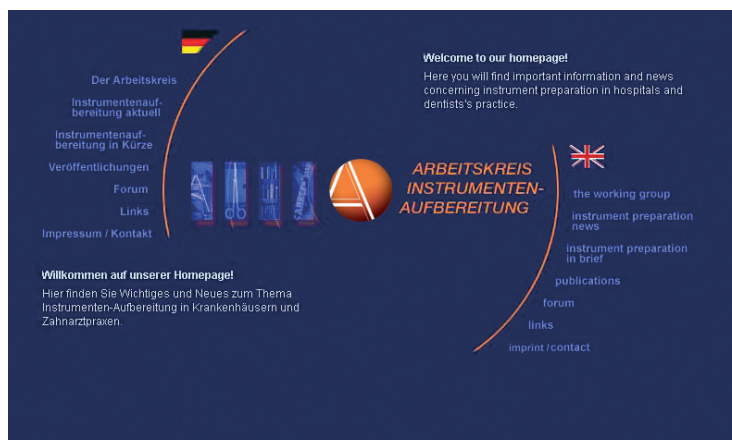 Der Arbeitskreis
Instrumentenauf-
bereitung aktuell
Instrumentenauf-
bereitung in Kürze
Veröffentlichungen
Forum
Links
Impressum / Kontakt
Willkommen auf unserer Homepage!
Hier finden Sie Wichtiges und Neues zum Thema
Instrumenten-Aufbereitung in Krankenhäusern und
Zahnarztpraxen.
ARBEITSKREIS
INSTRUMENTEN-
AUFBEREITUNG
Welcome to our homepage!
Here you will find important information and news
concerning instrument preparation in hospitals and
dentists's practice.
the working group
instrument preparation
news
instrument preparation
in brief
publications
forum
links
imprint / contact